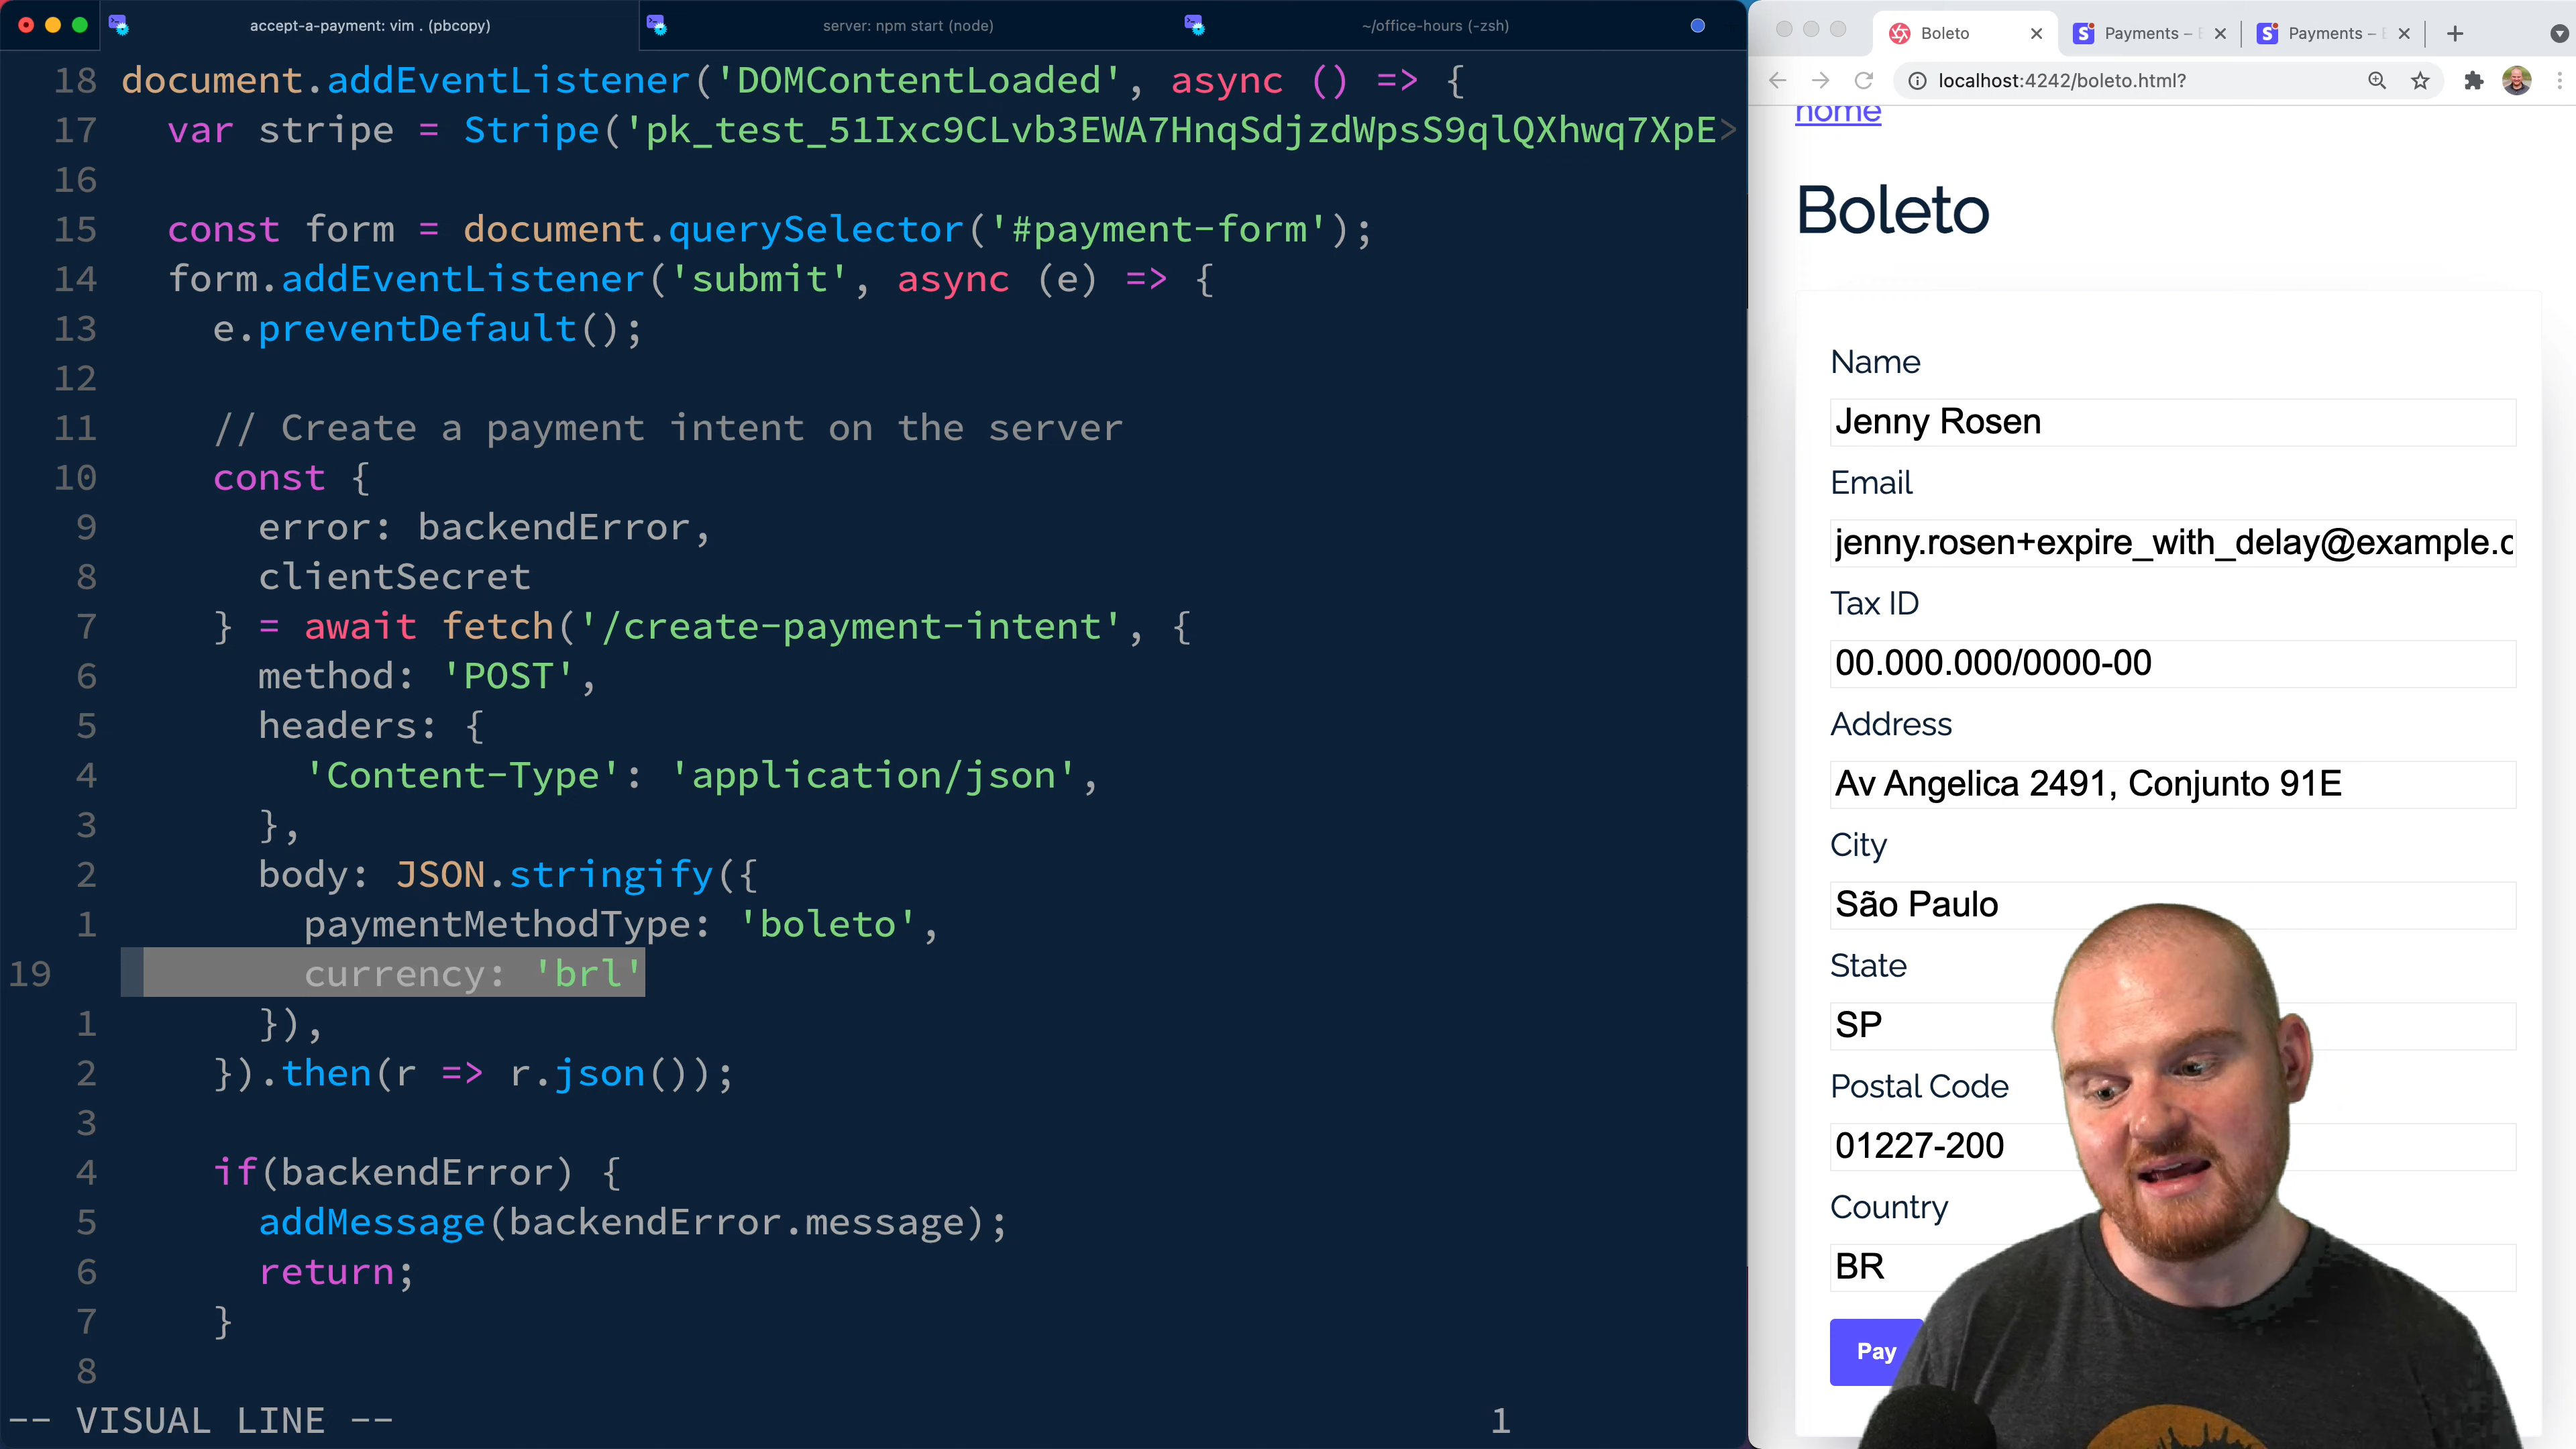 accept-a-payment: vim . (pbcopy)
server: npm start (node)
~/office-hours (-zsh)
18 document.addEventListener('DOMContentLoaded', async () => {
17 var stripe = Stripe('pk_test_51Ixc9CLvb3EWA7HnqSdjzdWpsS9qlQXhwq7XpE>
16
15 const form = document.querySelector('#payment-form');
14 form.addEventListener('submit', async (e) => {
13 e.preventDefault();
12
11 // Create a payment intent on the server
10 const {
9 error: backendError,
8 clientSecret
7 } = await fetch('/create-payment-intent', {
6 method: 'POST',
5 headers: {
4 'Content-Type': 'application/json',
3 },
2 body: JSON.stringify({
1 paymentMethodType: 'boleto',
19 currency: 'brl'
1 }),
2 }).then(r => r.json());
3
4 if(backendError) {
5 addMessage(backendError.message);
6 return;
7 }
8
-- VISUAL LINE -- 1
Boleto
Payments –
Payments –
localhost:4242/boleto.html?
home
Boleto
Name
Jenny Rosen
Email
jenny.rosen+expire_with_delay@example.c
Tax ID
00.000.000/0000-00
Address
Av Angelica 2491, Conjunto 91E
City
São Paulo
State
SP
Postal Code
01227-200
Country
BR
Pay